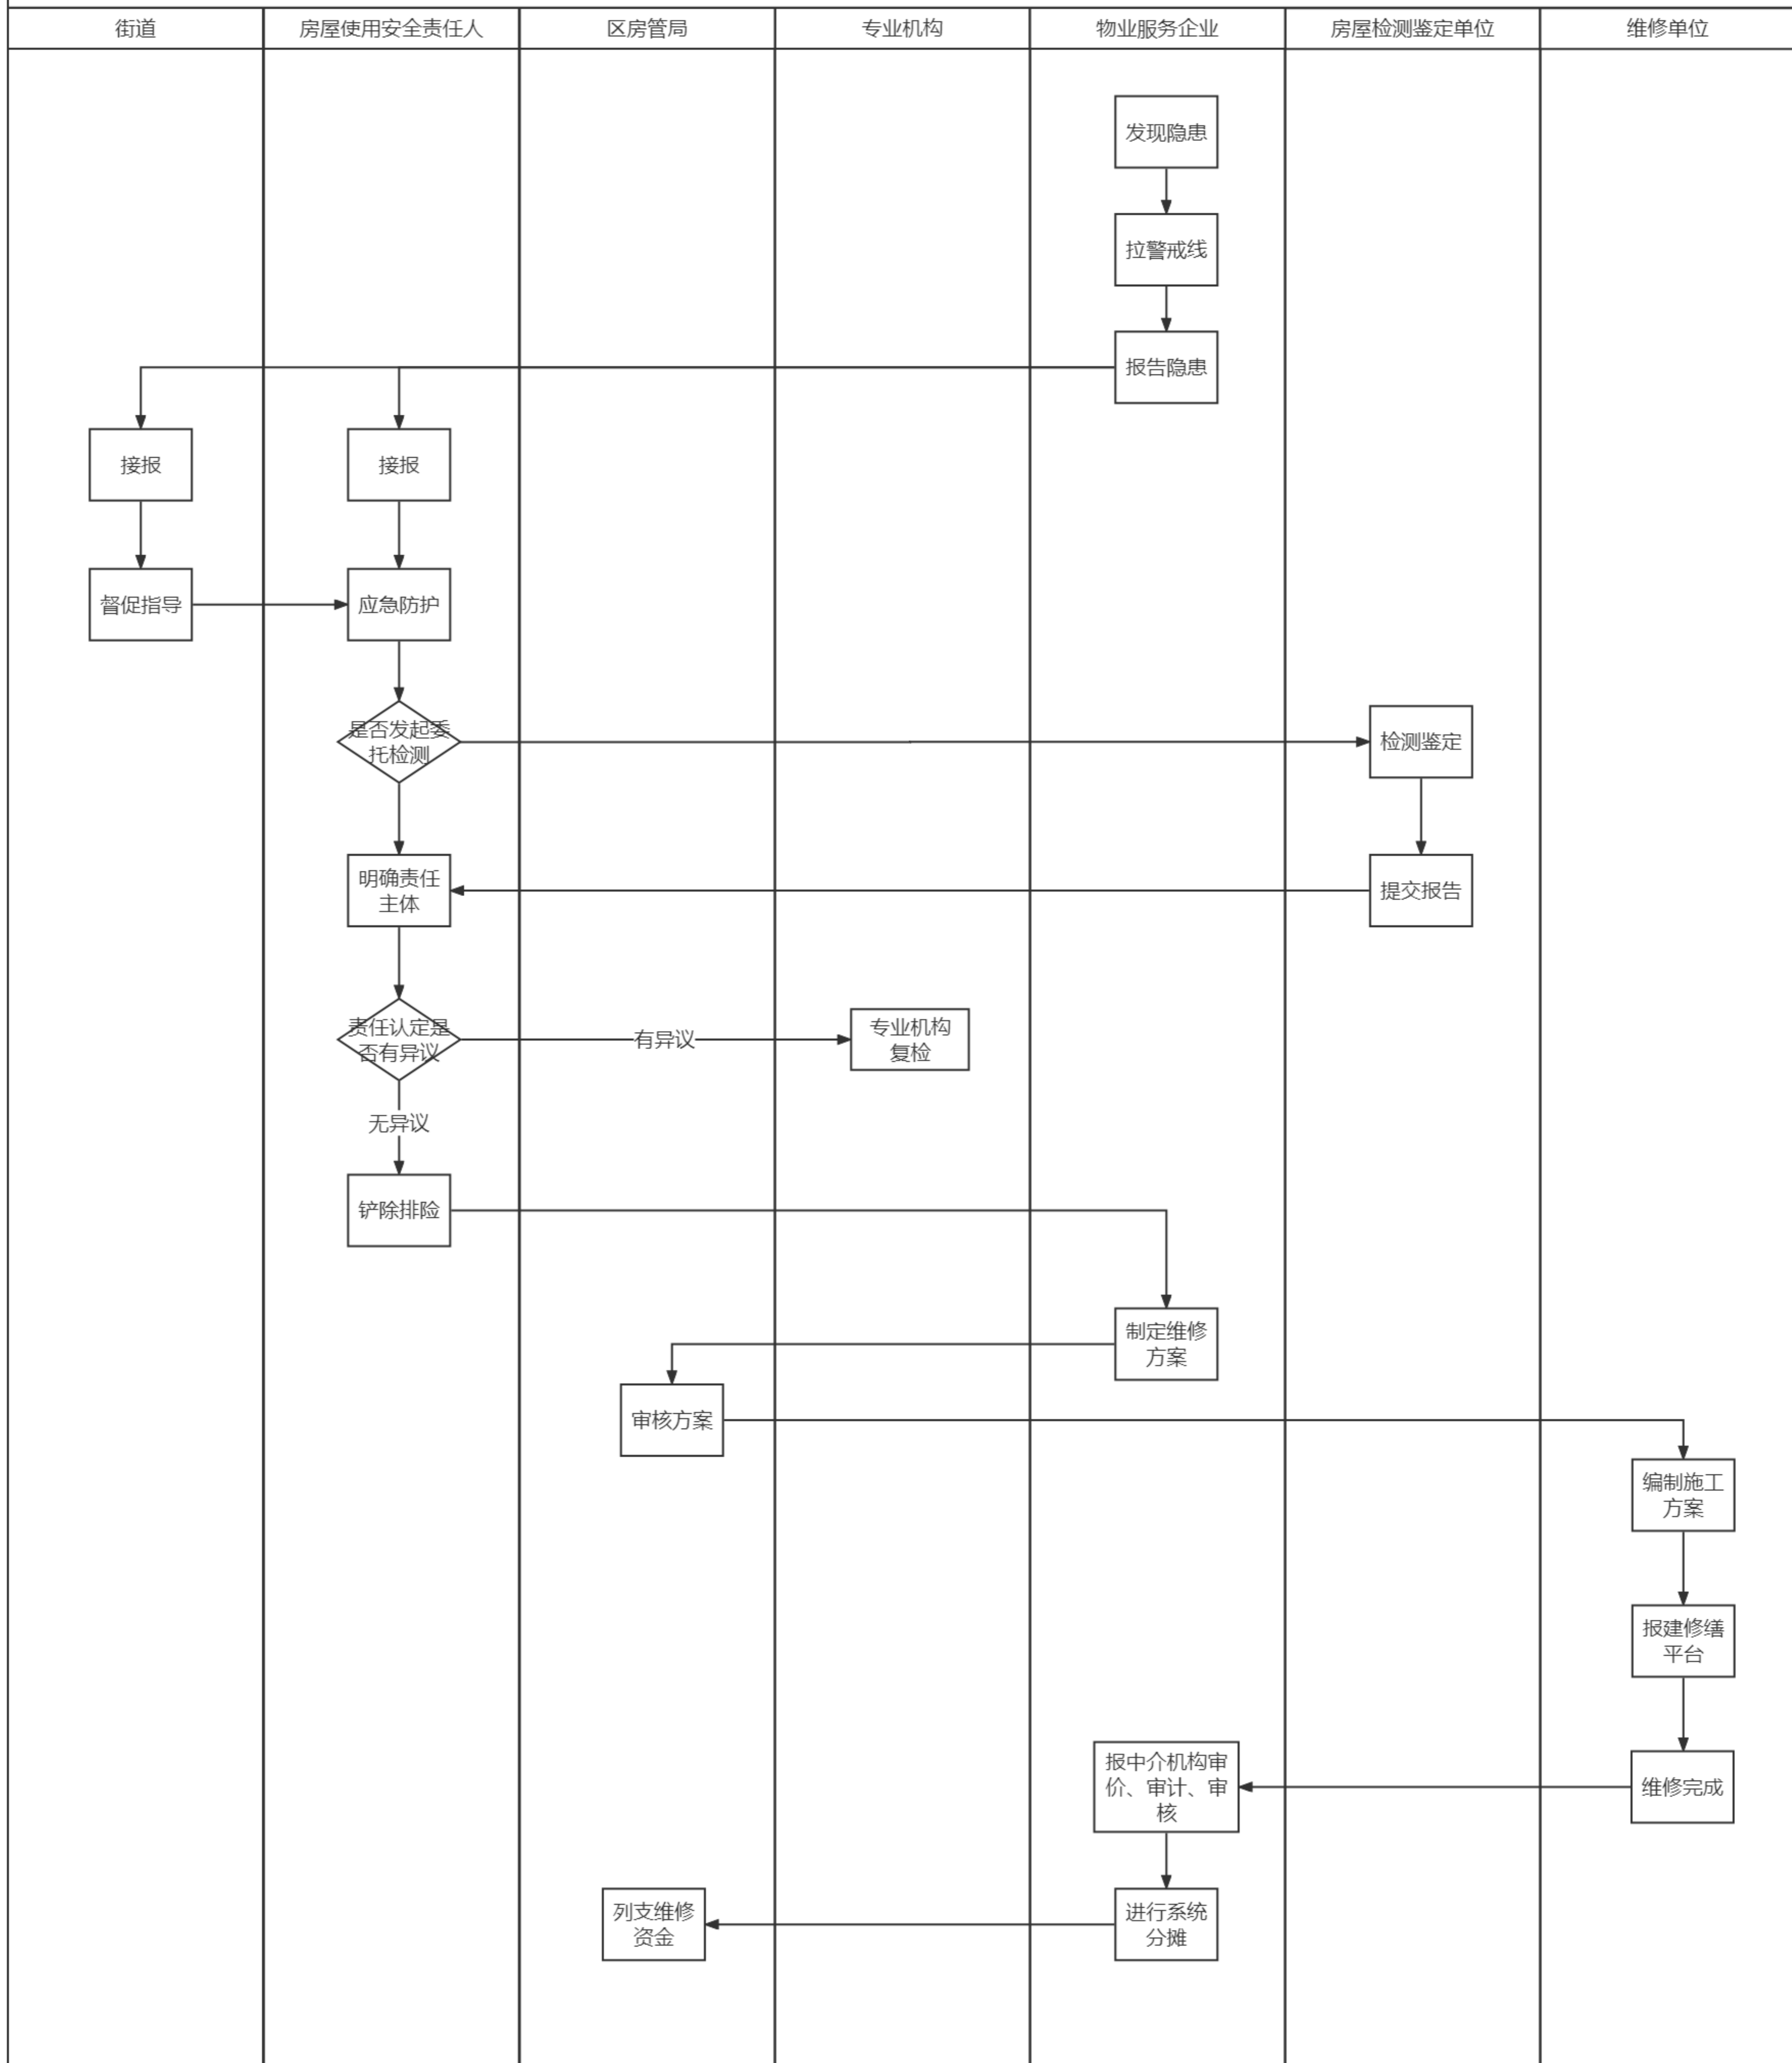 街道
房屋使用安全责任人
区房管局
专业机构
物业服务企业
房屋检测鉴定单位
维修单位
发现隐患
拉警戒线
报告隐患
接报
接报
督促指导
应急防护
是否发起委
托检测
检测鉴定
明确责任
主体
提交报告
责任认定是
否有异议
有异议
专业机构
复检
无异议
铲除排险
制定维修
方案
审核方案
编制施工
方案
报建修缮
平台
报中介机构审
价、审计、审
核
维修完成
列支维修
资金
进行系统
分摊